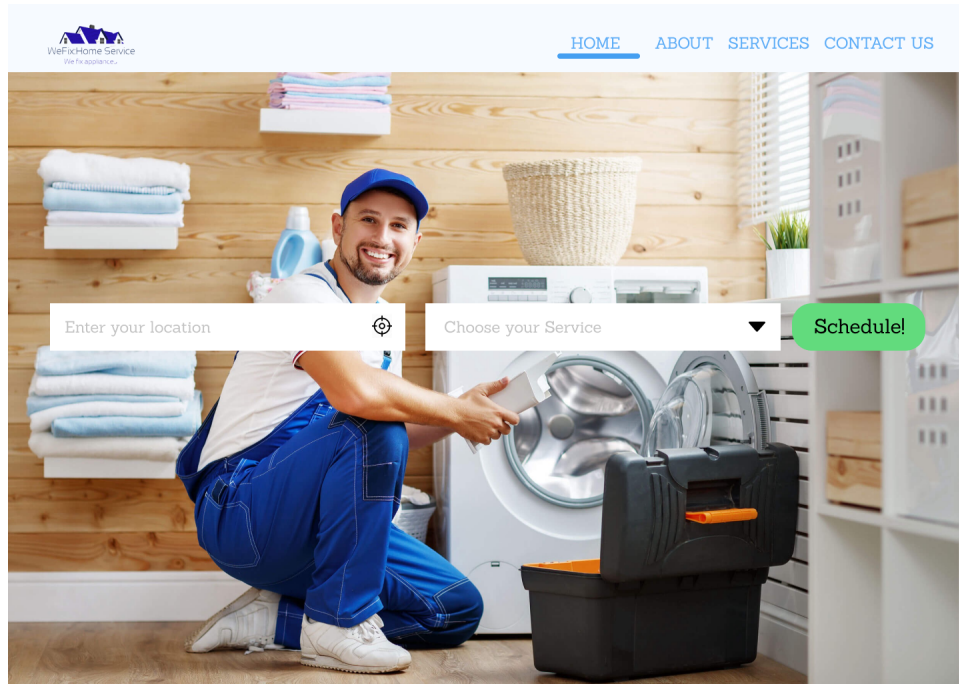 WeFixHome Service
We fix appliance..
HOME ABOUT SERVICES CONTACT US
Enter your location
Choose your Service
Schedule!